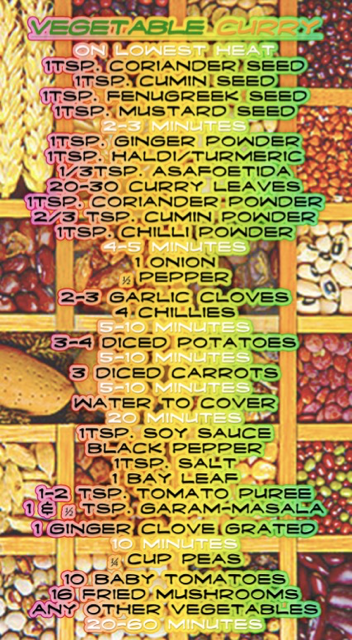 VEGETABLE CURRY
ON LOWEST HEAT
1TSP. CORIANDER SEED
1TSP. CUMIN SEED
1TSP. FENUGREEK SEED
1TSP. MUSTARD SEED
2-3 MINUTES
1TSP. GINGER POWDER
1TSP. HALDI/TURMERIC
1/3TSP. ASAFOETIDA
20-30 CURRY LEAVES
1TSP. CORIANDER POWDER
2/3 TSP. CUMIN POWDER
1TSP. CHILLI POWDER
4-5 MINUTES
1 ONION
½ PEPPER
2-3 GARLIC CLOVES
4 CHILLIES
5-10 MINUTES
3-4 DICED POTATOES
5-10 MINUTES
3 DICED CARROTS
5-10 MINUTES
WATER TO COVER
20 MINUTES
1TSP. SOY SAUCE
BLACK PEPPER
1TSP. SALT
1 BAY LEAF
1-2 TSP. TOMATO PUREE
1 & ½ TSP. GARAM-MASALA
1 GINGER CLOVE GRATED
10 MINUTES
CUP PEAS
10 BABY TOMATOES
16 FRIED MUSHROOMS
ANY OTHER VEGETABLES
20-60 MINUTES